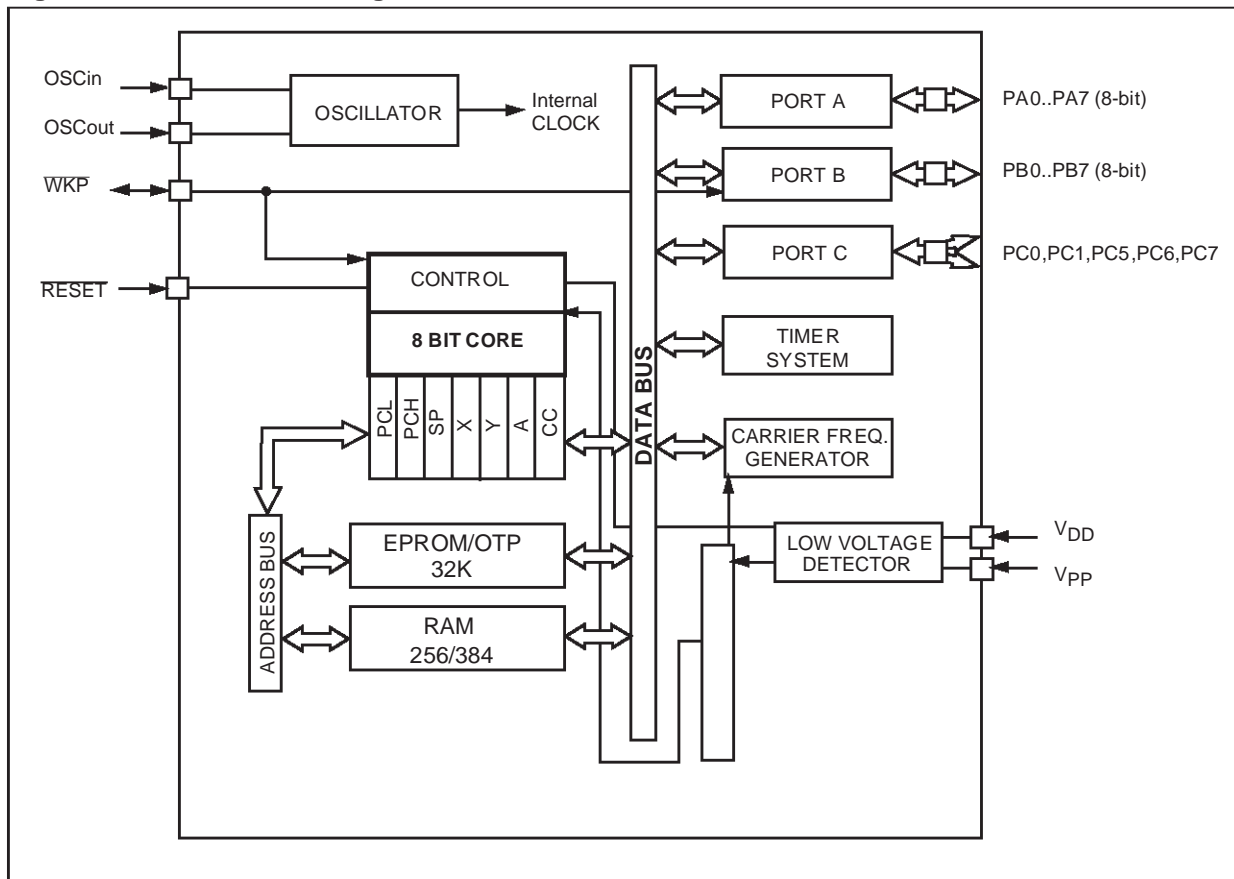 OSCin
OSCout
WKP
RESET
OSCILLATOR
Internal
CLOCK
CONTROL
8 BIT CORE
PCL
PCH
SP
X
Y
A
CC
ADDRESS BUS
EPROM/OTP
32K
RAM
256/384
DATA BUS
PORT A
PA0..PA7 (8-bit)
PORT B
PB0..PB7 (8-bit)
PORT C
PC0,PC1,PC5,PC6,PC7
TIMER
SYSTEM
CARRIER FREQ.
GENERATOR
LOW VOLTAGE
DETECTOR
VDD
VPP